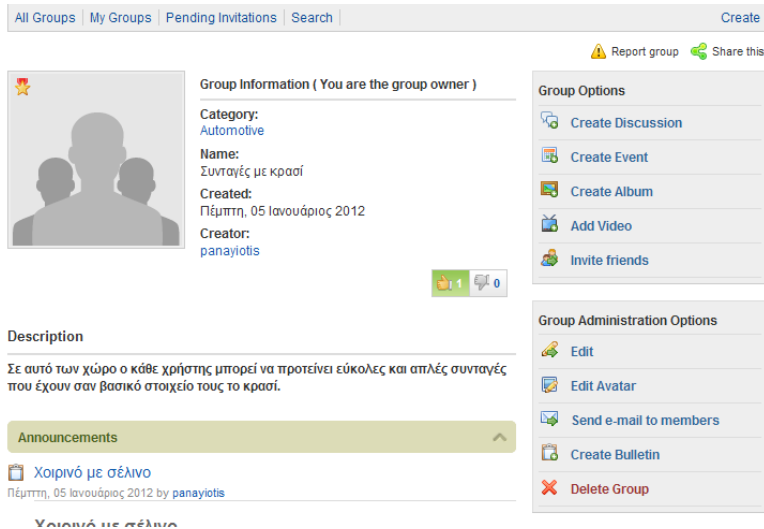 All Groups My Groups Pending Invitations Search Create
Report group Share this
Group Information ( You are the group owner )
Category:
Automotive
Name:
Συνταγές με κρασί
Created:
Πέμπτη, 05 Ιανουάριος 2012
Creator:
panayiotis
1 0
Description
Σε αυτό των χώρο ο κάθε χρήστης μπορεί να προτείνει εύκολες και απλές συνταγές
που έχουν σαν βασικό στοιχείο τους το κρασί.
Announcements
Χοιρινό με σέλινο
Πέμπτη, 05 Ιανουάριος 2012 by panayiotis
Χοιρινό με σέλινο
Group Options
Create Discussion
Create Event
Create Album
Add Video
Invite friends
Group Administration Options
Edit
Edit Avatar
Send e-mail to members
Create Bulletin
Delete Group